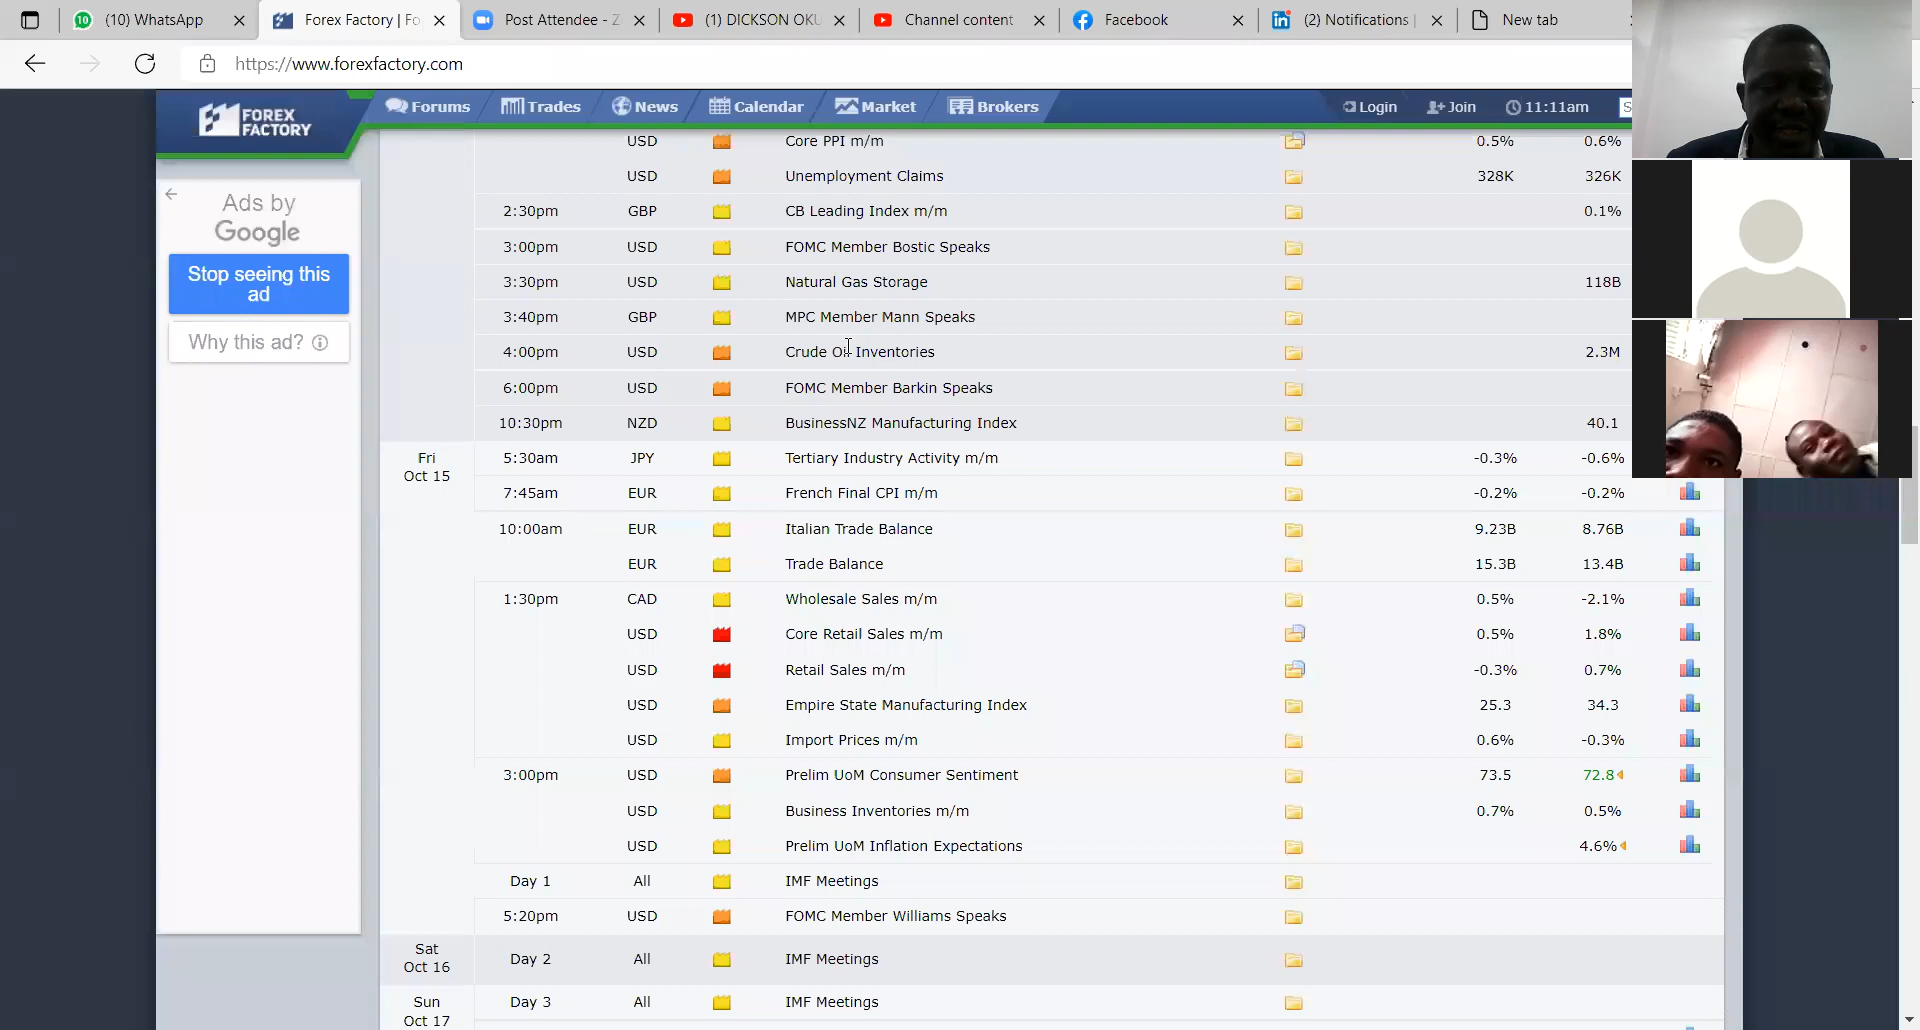 (10) WhatsApp
Forex Factory | Fo
Post Attendee - Z
(1) DICKSON OKU
Channel content
Facebook
(2) Notifications |
New tab
https://www.forexfactory.com
FOREX FACTORY
Forums
Trades
News
Calendar
Market
Brokers
Login
Join
11:11am
S
Ads by
Google
Stop seeing this
ad
Why this ad?
USD Core PPI m/m 0.5% 0.6%
USD Unemployment Claims 328K 326K
2:30pm GBP CB Leading Index m/m 0.1%
3:00pm USD FOMC Member Bostic Speaks
3:30pm USD Natural Gas Storage 118B
3:40pm GBP MPC Member Mann Speaks
4:00pm USD Crude Oil Inventories 2.3M
6:00pm USD FOMC Member Barkin Speaks
10:30pm NZD BusinessNZ Manufacturing Index 40.1
Fri
Oct 15
5:30am JPY Tertiary Industry Activity m/m -0.3% -0.6%
7:45am EUR French Final CPI m/m -0.2% -0.2%
10:00am EUR Italian Trade Balance 9.23B 8.76B
EUR Trade Balance 15.3B 13.4B
1:30pm CAD Wholesale Sales m/m 0.5% -2.1%
USD Core Retail Sales m/m 0.5% 1.8%
USD Retail Sales m/m -0.3% 0.7%
USD Empire State Manufacturing Index 25.3 34.3
USD Import Prices m/m 0.6% -0.3%
3:00pm USD Prelim UoM Consumer Sentiment 73.5 72.8
USD Business Inventories m/m 0.7% 0.5%
USD Prelim UoM Inflation Expectations 4.6%
Day 1 All IMF Meetings
5:20pm USD FOMC Member Williams Speaks
Sat
Oct 16
Day 2 All IMF Meetings
Sun
Oct 17
Day 3 All IMF Meetings